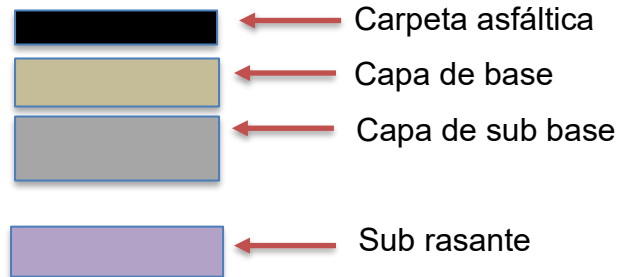 Carpeta asfáltica
Capa de base
Capa de sub base
Sub rasante